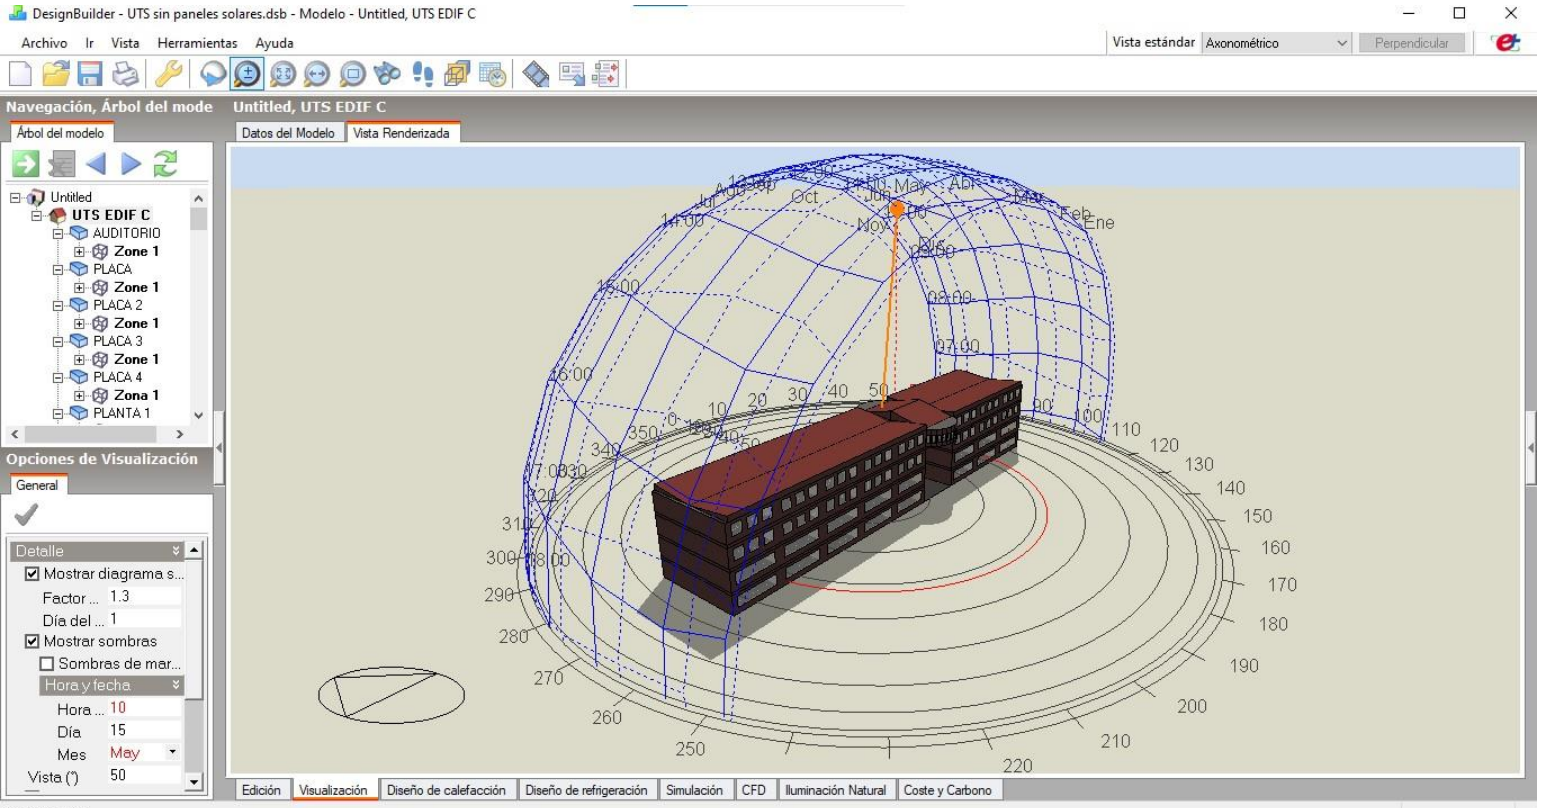 DesignBuilder - UTS sin paneles solares.dsb - Modelo - Untitled, UTS EDIF C
Archivo Ir Vista Herramientas Ayuda
Vista estándar Axonométrico Perpendicular
Navegación, Árbol del mode
Untitled, UTS EDIF C
Árbol del modelo
Datos del Modelo Vista Renderizada
Untitled
UTS EDIF C
AUDITORIO
Zone 1
PLACA
Zone 1
PLACA 2
Zone 1
PLACA 3
Zone 1
PLACA 4
Zona 1
PLANTA 1
Opciones de Visualización
General
Detalle
Mostrar diagrama s...
Factor ... 1.3
Día del ... 1
Mostrar sombras
Sombras de mar...
Hora y fecha
Hora ... 10
Día 15
Mes May
Vista (°) 50
Jul Oct Jun May Abr Mar Feb Ene
Nov
14:00
15:00
16:00
09:00
08:00
07:00
18:00
0 10 20 30 40 50 90 100 110 120 130 140 150 160 170 180 190 200 210 220
250 260 270 280 290 300 310 340 350
Edición Visualización Diseño de calefacción Diseño de refrigeración Simulación CFD Iluminación Natural Coste y Carbono